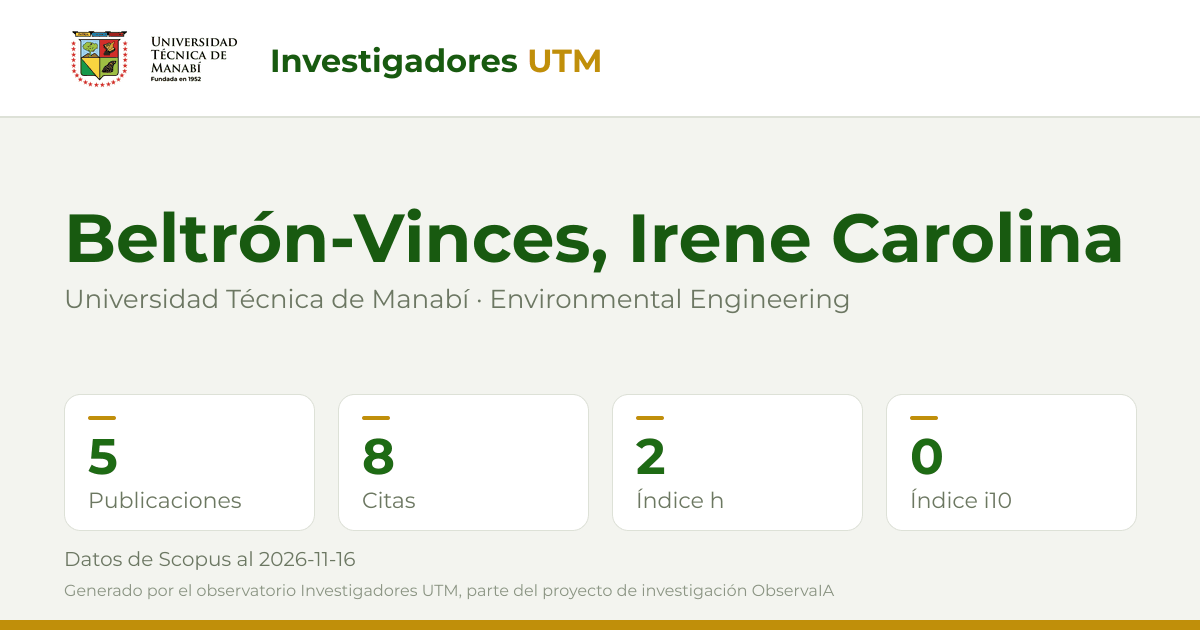 UNIVERSIDAD
TÉCNICA DE
MANABÍ
Fundada en 1952
Investigadores UTM
Beltrón-Vinces, Irene Carolina
Universidad Técnica de Manabí · Environmental Engineering
5
Publicaciones
8
Citas
2
Índice h
0
Índice i10
Datos de Scopus al 2026-11-16
Generado por el observatorio Investigadores UTM, parte del proyecto de investigación ObservaIA